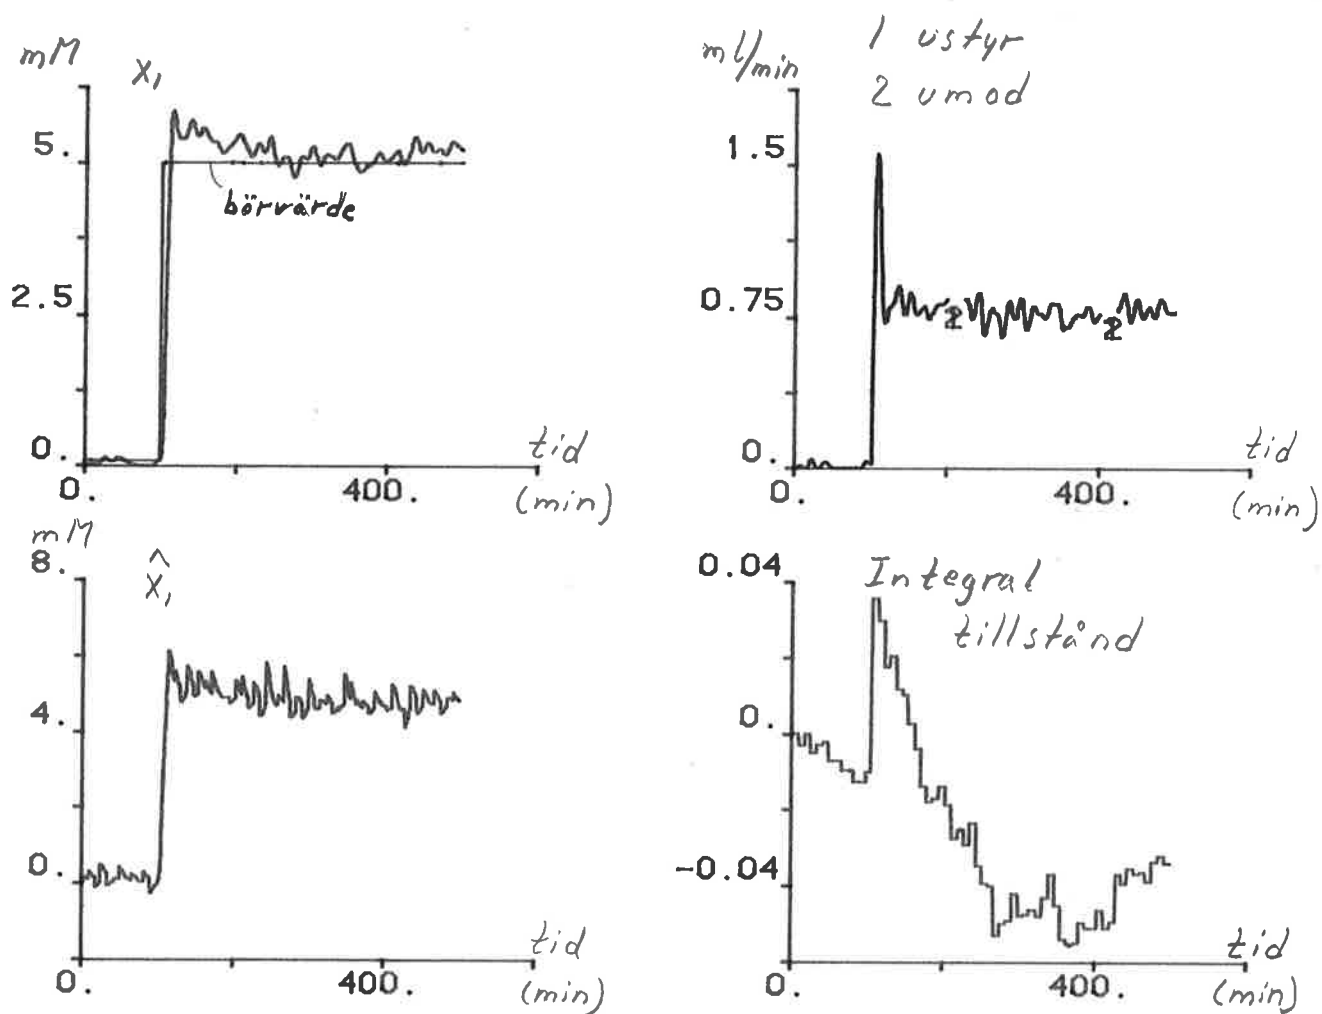 mM
x₁
5.
börvärde
2.5
0.
0.
400.
tid
(min)
ml/min
1 ustyr
2 umod
1.5
0.75
2
2
0.
0.
400.
tid
(min)
mM
8.
x̂₁
4.
0.
0.
400.
tid
(min)
0.04
Integral
tillstånd
0.
-0.04
0.
400.
tid
(min)